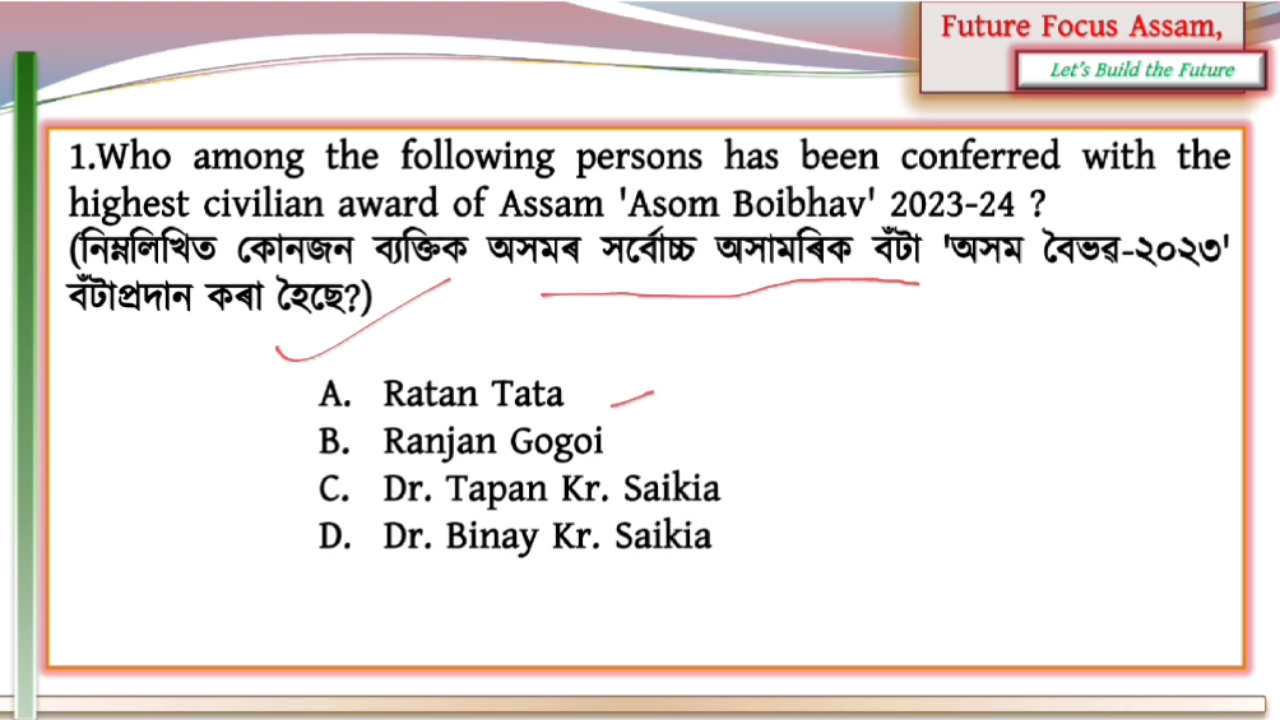 Future Focus Assam,
Let's Build the Future
1.Who among the following persons has been conferred with the
highest civilian award of Assam 'Asom Boibhav' 2023-24 ?
(নিম্নলিখিত কোনজন ব্যক্তিক অসমৰ সৰ্বোচ্চ অসামৰিক বঁটা 'অসম বৈভৱ-২০২৩'
বঁটাপ্ৰদান কৰা হৈছে?)
A. Ratan Tata
B. Ranjan Gogoi
C. Dr. Tapan Kr. Saikia
D. Dr. Binay Kr. Saikia